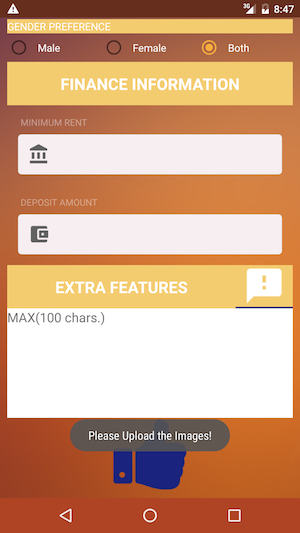 3G 8:47
GENDER PREFERENCE
Male Female Both
FINANCE INFORMATION
MINIMUM RENT
DEPOSIT AMOUNT
EXTRA FEATURES
MAX(100 chars.)
Please Upload the Images!